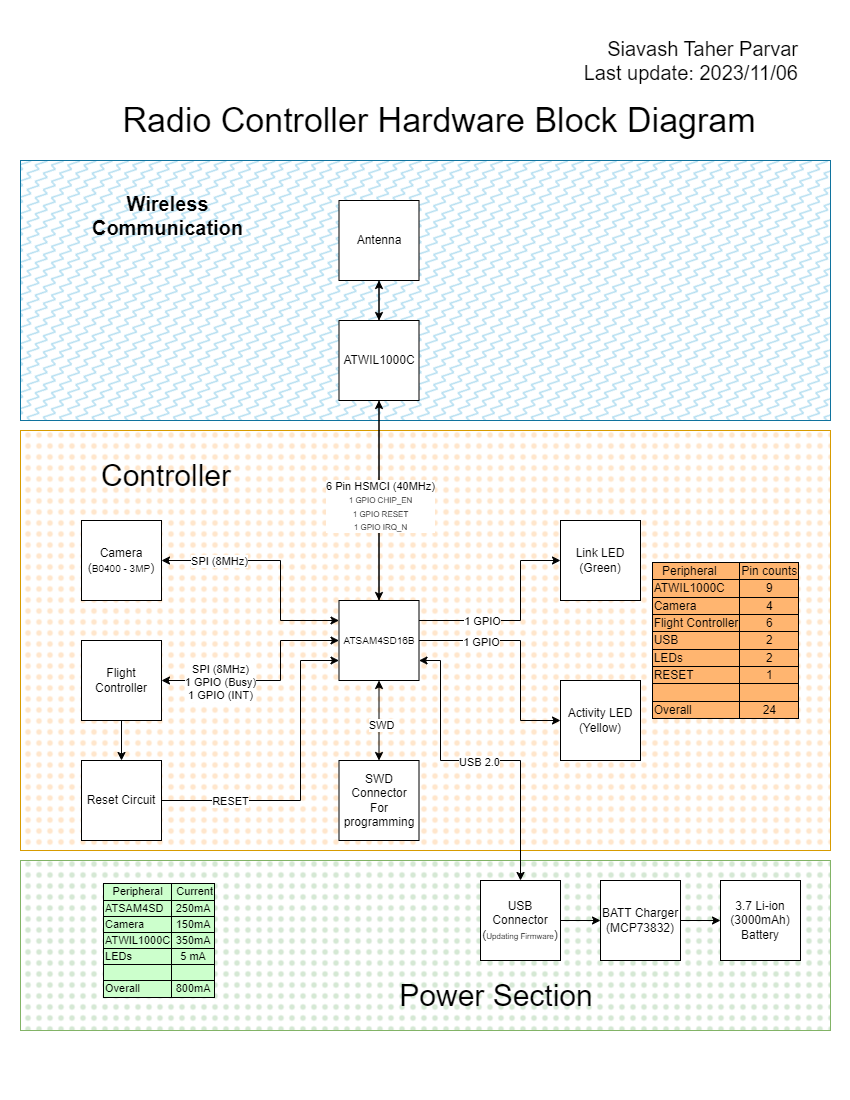 Siavash Taher Parvar
Last update: 2023/11/06
Radio Controller Hardware Block Diagram
Wireless
Communication
Antenna
ATWIL1000C
Controller
6 Pin HSMCI (40MHz)
1 GPIO CHIP_EN
1 GPIO RESET
1 GPIO IRQ_N
Camera
(B0400 - 3MP)
SPI (8MHz)
Link LED
(Green)
Peripheral Pin counts
ATWIL1000C 9
Camera 4
Flight Controller 6
USB 2
LEDs 2
RESET 1
Overall 24
ATSAM4SD16B
1 GPIO
1 GPIO
Flight
Controller
SPI (8MHz)
1 GPIO (Busy)
1 GPIO (INT)
Activity LED
(Yellow)
SWD
USB 2.0
Reset Circuit
RESET
SWD
Connector
For
programming
Peripheral Current
ATSAM4SD 250mA
Camera 150mA
ATWIL1000C 350mA
LEDs 5 mA
Overall 800mA
USB
Connector
(Updating Firmware)
BATT Charger
(MCP73832)
3.7 Li-ion
(3000mAh)
Battery
Power Section